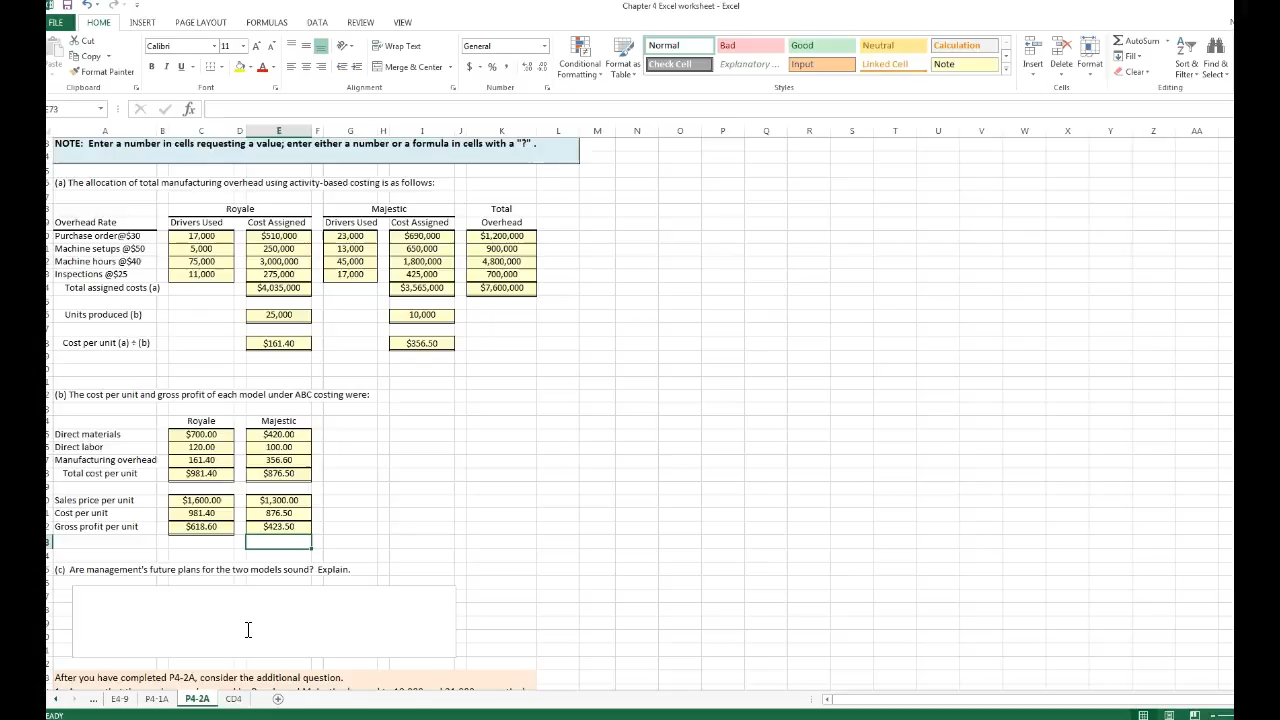 Chapter 4 Excel worksheet - Excel
FILE HOME INSERT PAGE LAYOUT FORMULAS DATA REVIEW VIEW
Cut
Copy
Format Painter
Clipboard
Calibri 11
B I U
Font
Wrap Text
Merge & Center
Alignment
General
$ % ,
Number
Conditional Formatting
Format as Table
Normal Bad Good Neutral Calculation
Check Cell Explanatory ... Input Linked Cell Note
Styles
Insert Delete Format
Cells
AutoSum
Fill
Clear
Sort & Filter
Find & Select
Editing
E73 fx
A B C D E F G H I J K L M N O P Q R S T U V W X Y Z AA
NOTE: Enter a number in cells requesting a value; enter either a number or a formula in cells with a "?" .
(a) The allocation of total manufacturing overhead using activity-based costing is as follows:
Royale Majestic Total
Overhead Rate Drivers Used Cost Assigned Drivers Used Cost Assigned Overhead
Purchase order@$30 17,000 $510,000 23,000 $690,000 $1,200,000
Machine setups @$50 5,000 250,000 13,000 650,000 900,000
Machine hours @$40 75,000 3,000,000 45,000 1,800,000 4,800,000
Inspections @$25 11,000 275,000 17,000 425,000 700,000
Total assigned costs (a) $4,035,000 $3,565,000 $7,600,000
Units produced (b) 25,000 10,000
Cost per unit (a) ÷ (b) $161.40 $356.50
(b) The cost per unit and gross profit of each model under ABC costing were:
Royale Majestic
Direct materials $700.00 $420.00
Direct labor 120.00 100.00
Manufacturing overhead 161.40 356.60
Total cost per unit $981.40 $876.50
Sales price per unit $1,600.00 $1,300.00
Cost per unit 981.40 876.50
Gross profit per unit $618.60 $423.50
(c) Are management's future plans for the two models sound? Explain.
After you have completed P4-2A, consider the additional question.
... E4-9 P4-1A P4-2A CD4